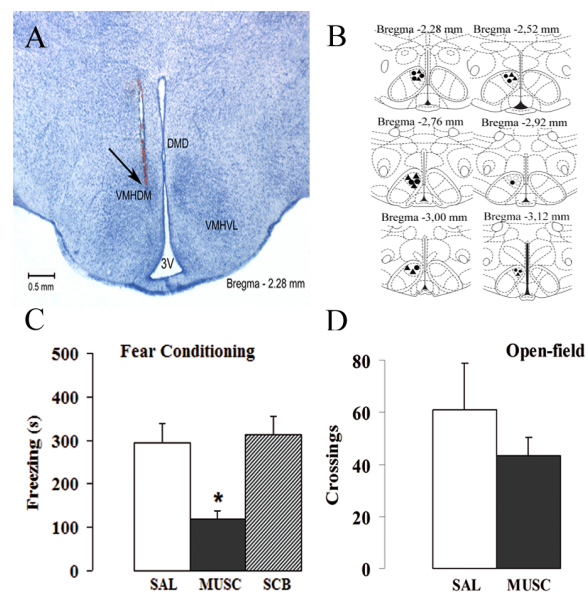 A
DMD
VMHDM
VMHVL
3V
0.5 mm
Bregma - 2.28 mm
B
Bregma -2,28 mm
Bregma -2,52 mm
Bregma -2,76 mm
Bregma -2,92 mm
Bregma -3,00 mm
Bregma -3,12 mm
C
Fear Conditioning
Freezing (s)
500
400
300
200
100
0
*
SAL MUSC SCB
D
Open-field
Crossings
80
60
40
20
0
SAL MUSC